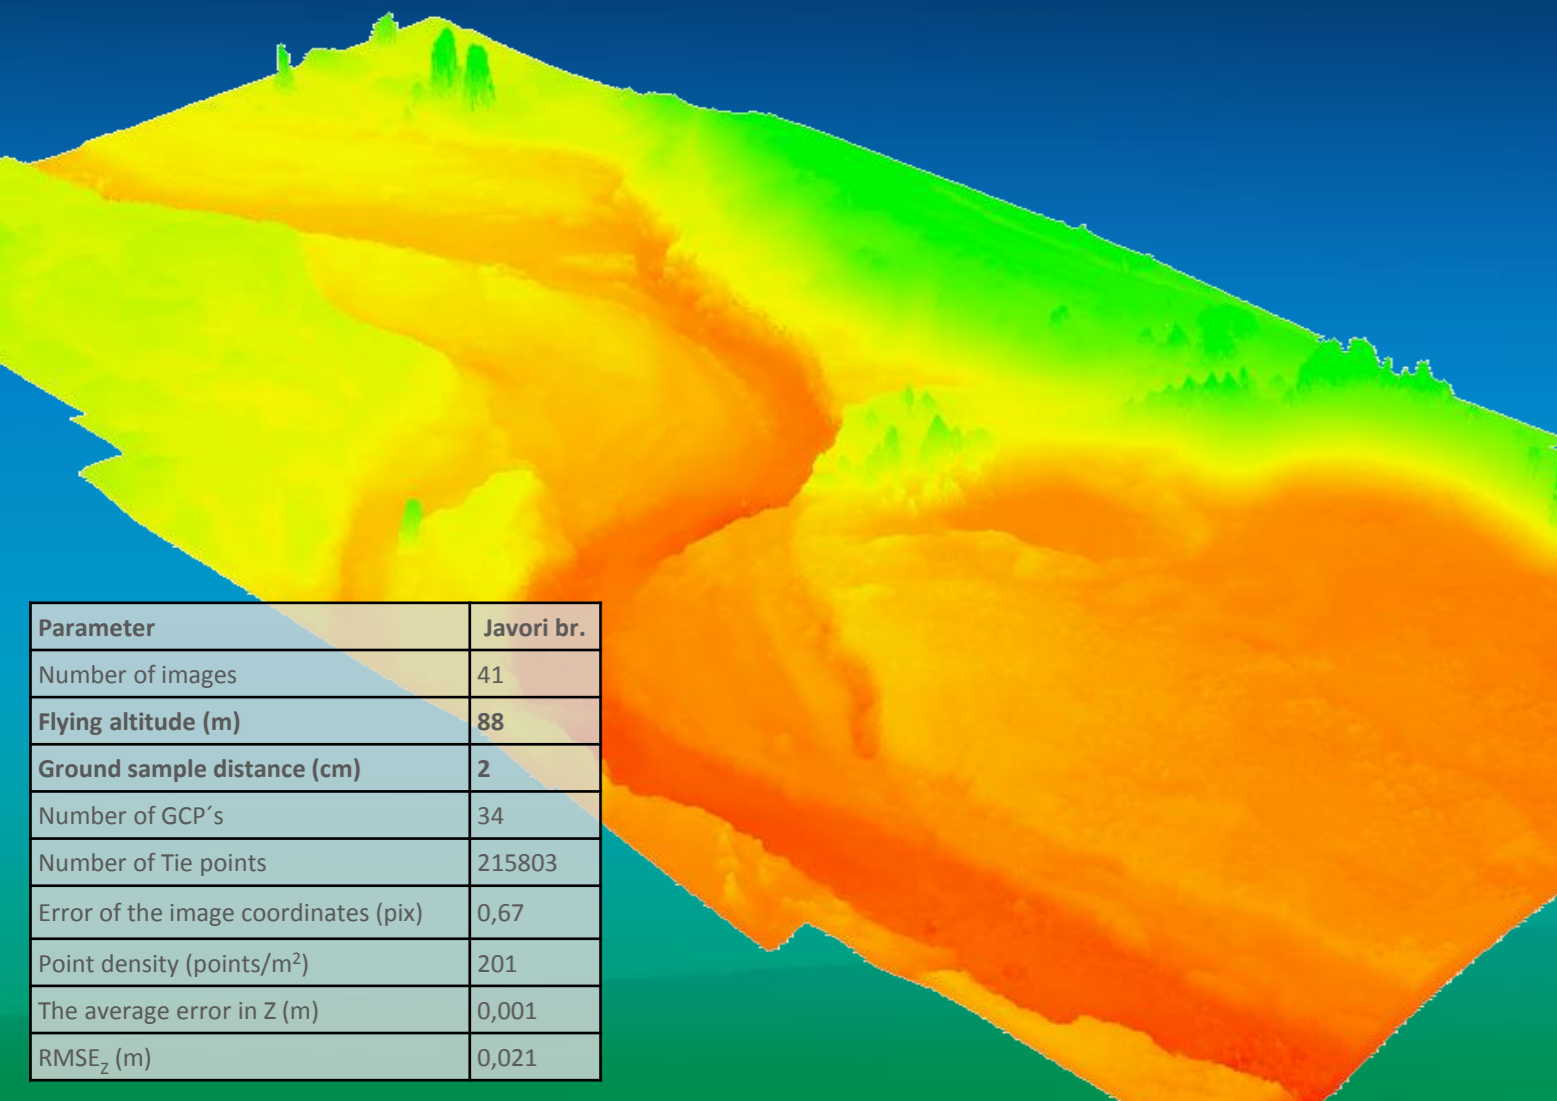 Parameter Javori br.
Number of images 41
Flying altitude (m) 88
Ground sample distance (cm) 2
Number of GCP´s 34
Number of Tie points 215803
Error of the image coordinates (pix) 0,67
Point density (points/m²) 201
The average error in Z (m) 0,001
RMSEZ (m) 0,021